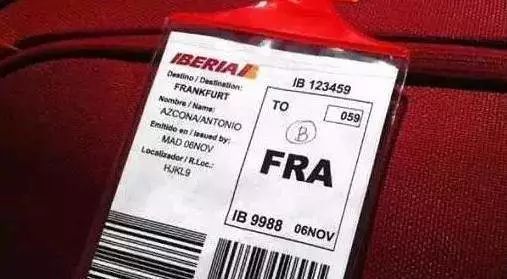 IBERIA
Destino / Destination:
FRANKFURT
Nombre / Name:
AZCONA/ANTONIO
Emitido en / Issued by:
MAD 06NOV
Localizador / R.Loc.:
HJKL9
IB 123459
TO
059
B
FRA
IB 9988 06NOV